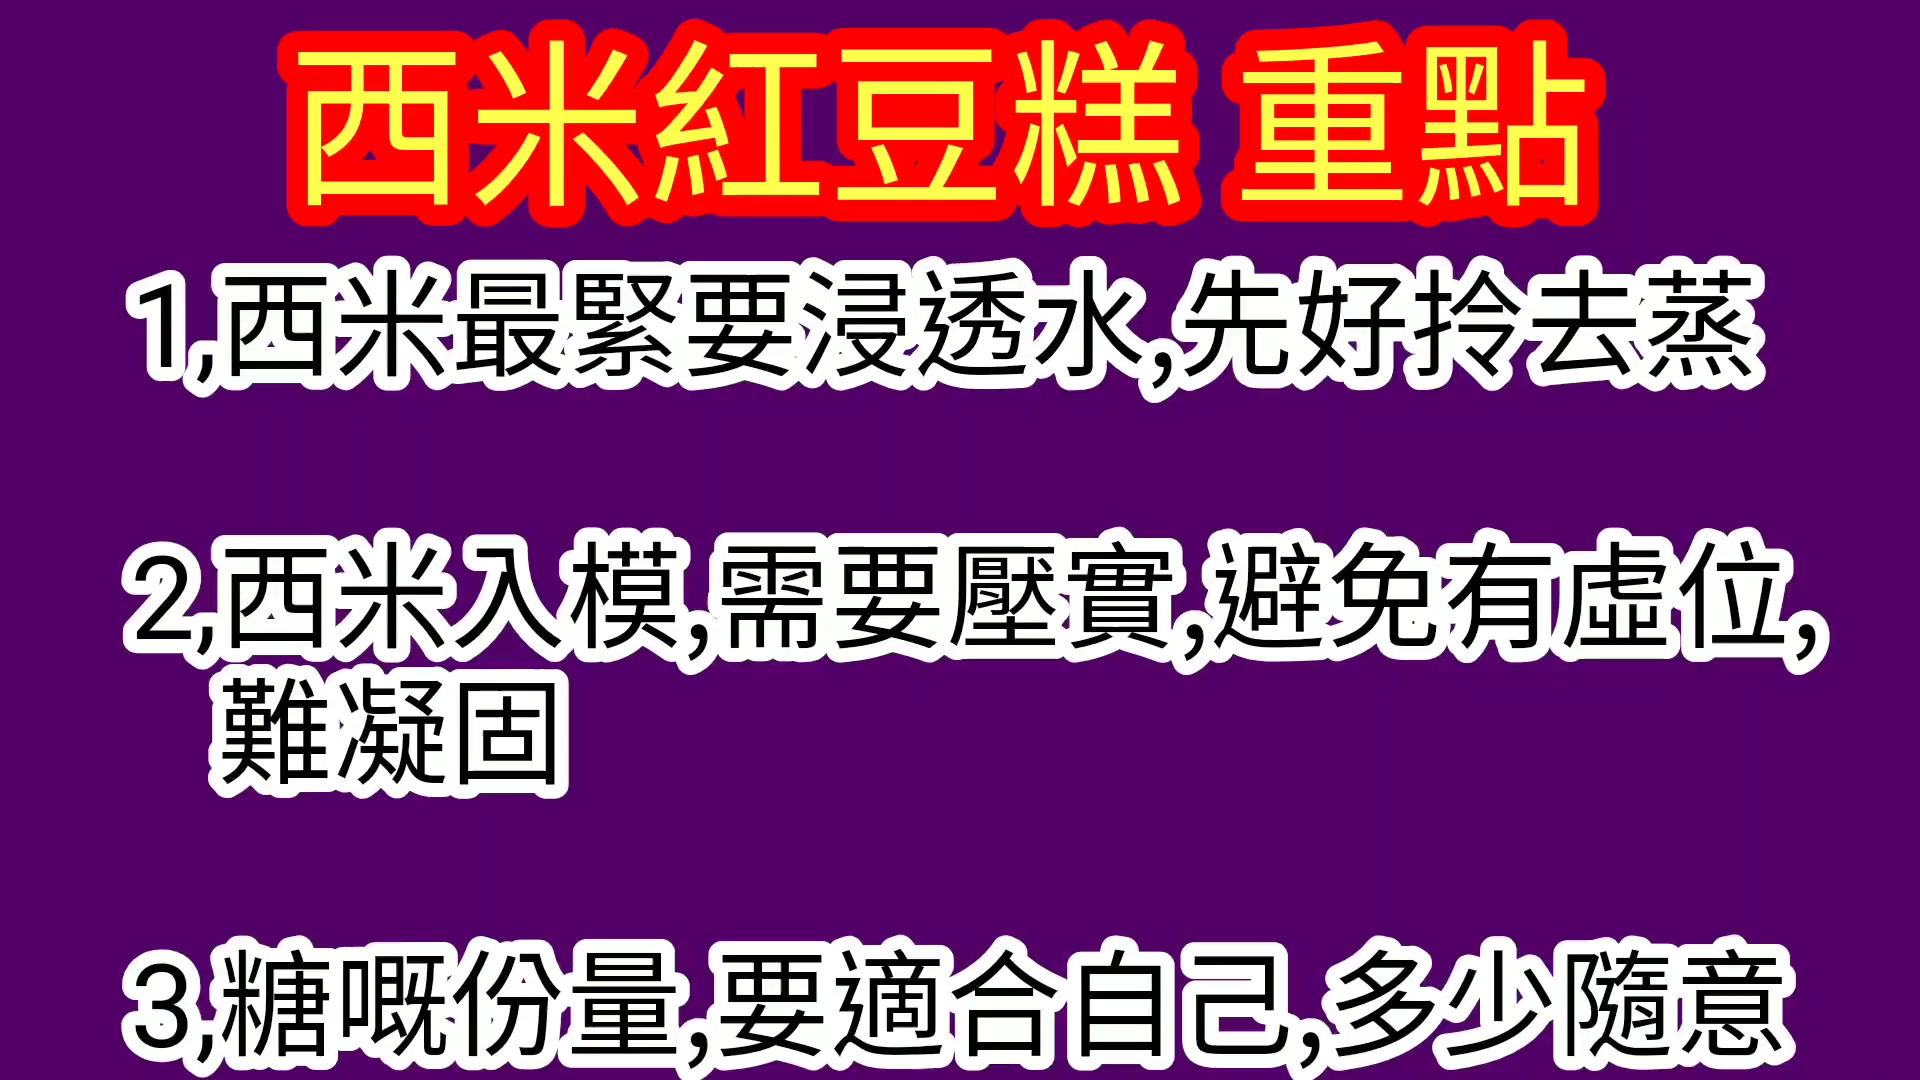 西米紅豆糕 重點
1,西米最緊要浸透水,先好拎去蒸
2,西米入模,需要壓實,避免有虛位,
難凝固
3,糖嘅份量,要適合自己,多少隨意